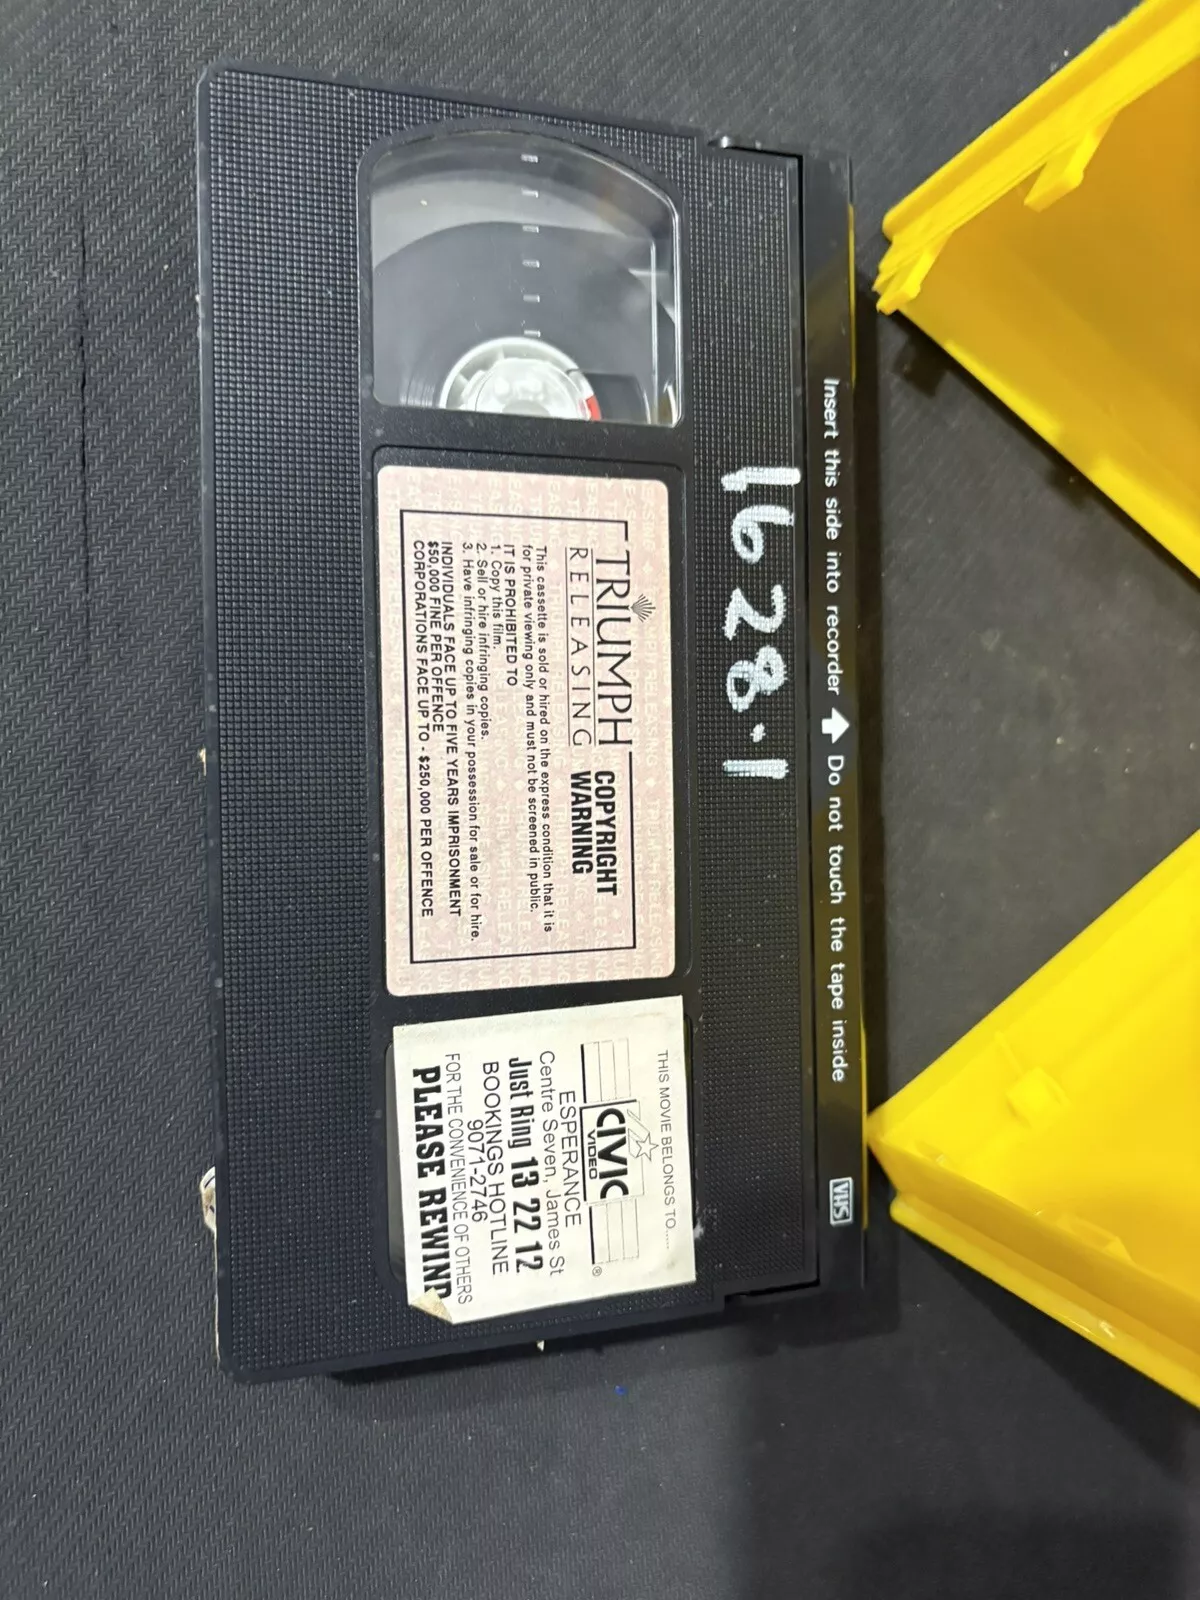 Insert this side into recorder ⬆ Do not touch the tape inside
VHS
1628.1
TRIUMPH
RELEASING
COPYRIGHT
WARNING
This cassette is sold or hired on the express condition that it is
for private viewing only and must not be screened in public.
IT IS PROHIBITED TO
1. Copy this film.
2. Sell or hire infringing copies.
3. Have infringing copies in your possession for sale or for hire.
INDIVIDUALS FACE UP TO FIVE YEARS IMPRISONMENT
$50,000 FINE PER OFFENCE
CORPORATIONS FACE UP TO - $250,000 PER OFFENCE
THIS MOVIE BELONGS TO.....
CIVIC
VIDEO
®
ESPERANCE
Centre Seven, James St
Just Ring 13 22 12
BOOKINGS HOTLINE
9071-2746
FOR THE CONVENIENCE OF OTHERS
PLEASE REWIND